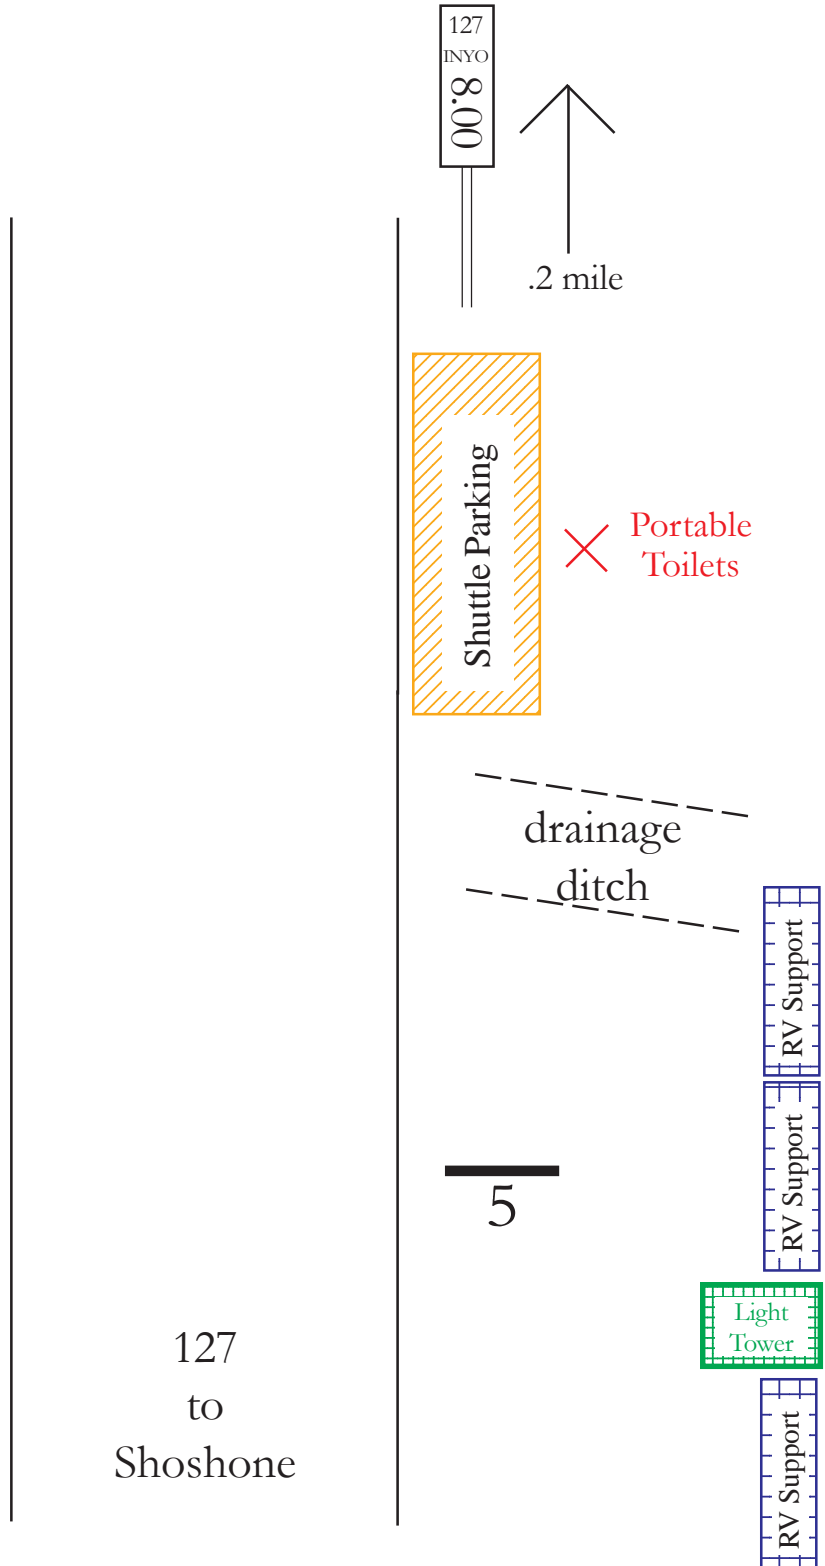 127
INYO
8.00
.2 mile
Shuttle Parking
Portable
Toilets
drainage
ditch
RV Support
RV Support
5
Light
Tower
127
to
Shoshone
RV Support